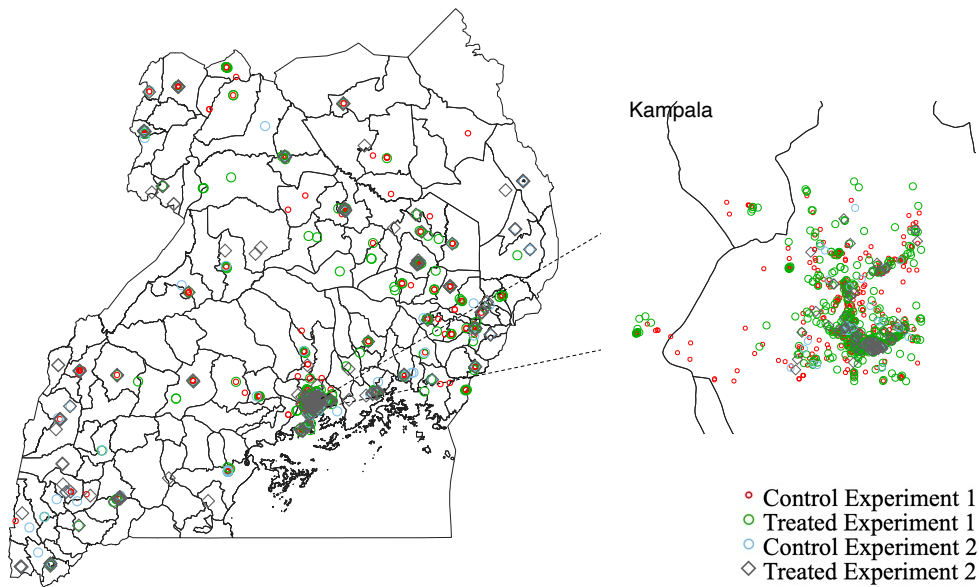 Kampala
Control Experiment 1
Treated Experiment 1
Control Experiment 2
Treated Experiment 2